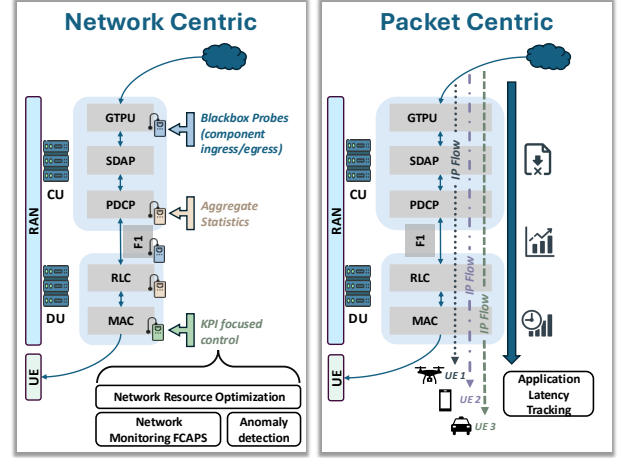 Network Centric
GTPU
Blackbox Probes
(component
ingress/egress)
SDAP
CU
PDCP
Aggregate
Statistics
RAN
F1
RLC
DU
MAC
KPI focused
control
UE
Network Resource Optimization
Network
Monitoring FCAPS
Anomaly
detection
Packet Centric
GTPU
IP Flow
SDAP
CU
PDCP
RAN
F1
IP Flow
RLC
IP Flow
DU
MAC
UE
UE 1
UE 2
UE 3
Application
Latency
Tracking